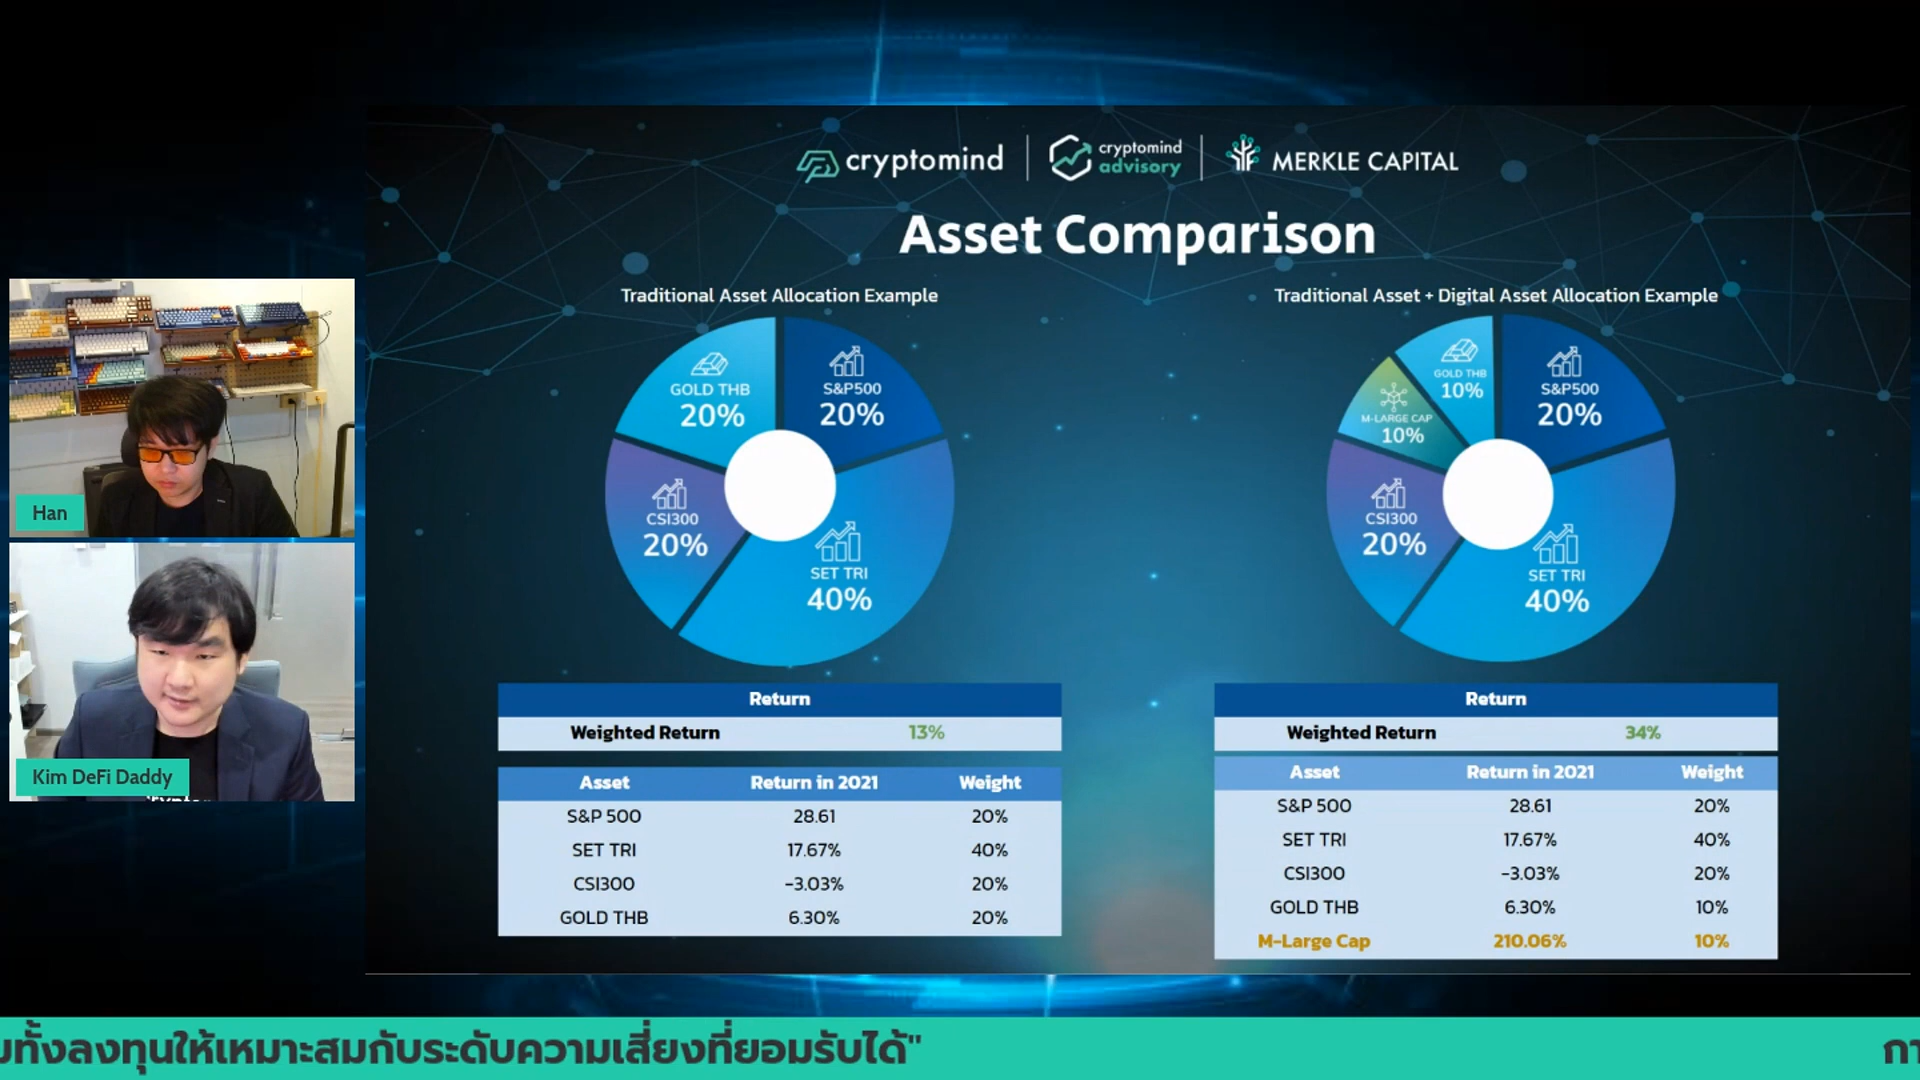 cryptomind
cryptomind
advisory
MERKLE CAPITAL
Asset Comparison
Traditional Asset Allocation Example
GOLD THB
20%
S&P500
20%
CSI300
20%
SET TRI
40%
Return
Weighted Return 13%
Asset Return in 2021 Weight
S&P 500 28.61 20%
SET TRI 17.67% 40%
CSI300 -3.03% 20%
GOLD THB 6.30% 20%
Traditional Asset + Digital Asset Allocation Example
GOLD THB
10%
S&P500
20%
M-LARGE CAP
10%
CSI300
20%
SET TRI
40%
Return
Weighted Return 34%
Asset Return in 2021 Weight
S&P 500 28.61 20%
SET TRI 17.67% 40%
CSI300 -3.03% 20%
GOLD THB 6.30% 10%
M-Large Cap 210.06% 10%
Han
Kim DeFi Daddy
ทั้งลงทุนให้เหมาะสมกับระดับความเสี่ยงที่ยอมรับได้"